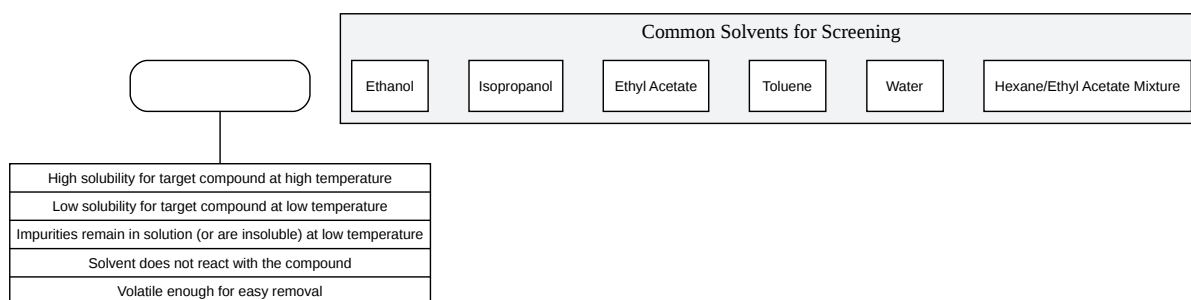 Common Solvents for Screening
Ethanol
Isopropanol
Ethyl Acetate
Toluene
Water
Hexane/Ethyl Acetate Mixture
High solubility for target compound at high temperature
Low solubility for target compound at low temperature
Impurities remain in solution (or are insoluble) at low temperature
Solvent does not react with the compound
Volatile enough for easy removal